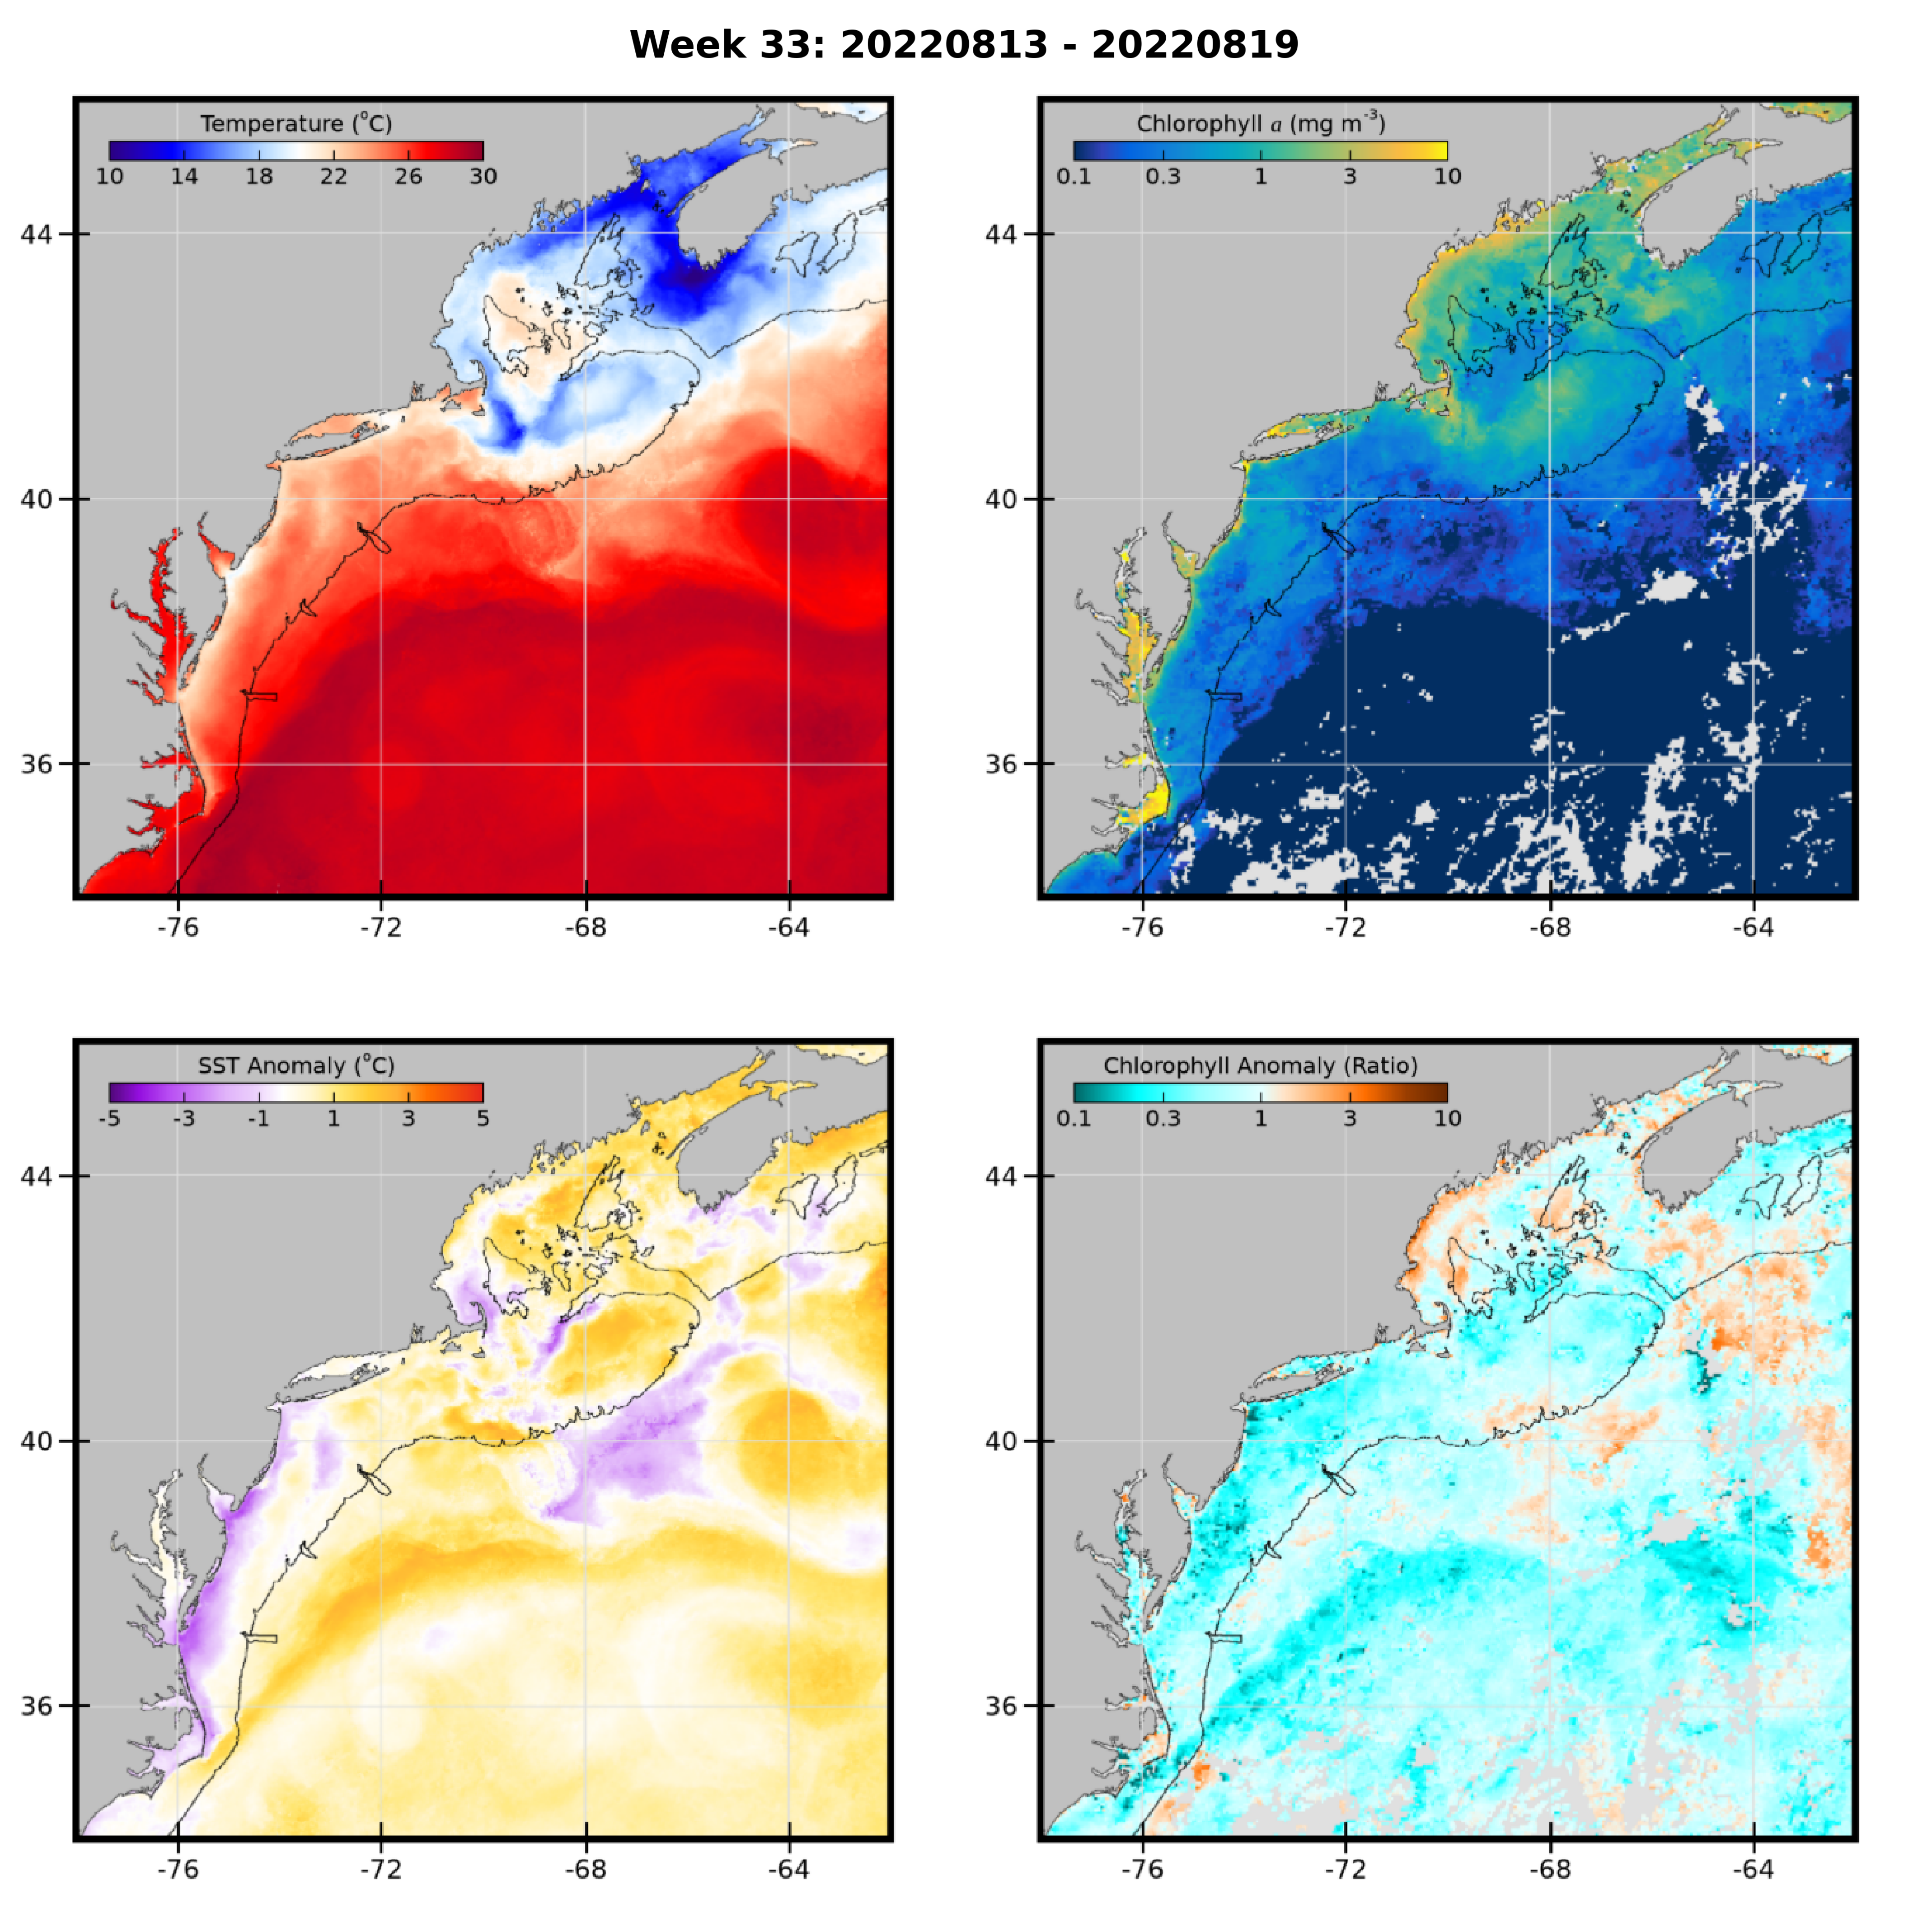 Week 33: 20220813 - 20220819
Temperature (°C)
10 14 18 22 26 30
44
40
36
-76 -72 -68 -64
Chlorophyll a (mg m-3)
0.1 0.3 1 3 10
44
40
36
-76 -72 -68 -64
SST Anomaly (°C)
-5 -3 -1 1 3 5
44
40
36
-76 -72 -68 -64
Chlorophyll Anomaly (Ratio)
0.1 0.3 1 3 10
44
40
36
-76 -72 -68 -64